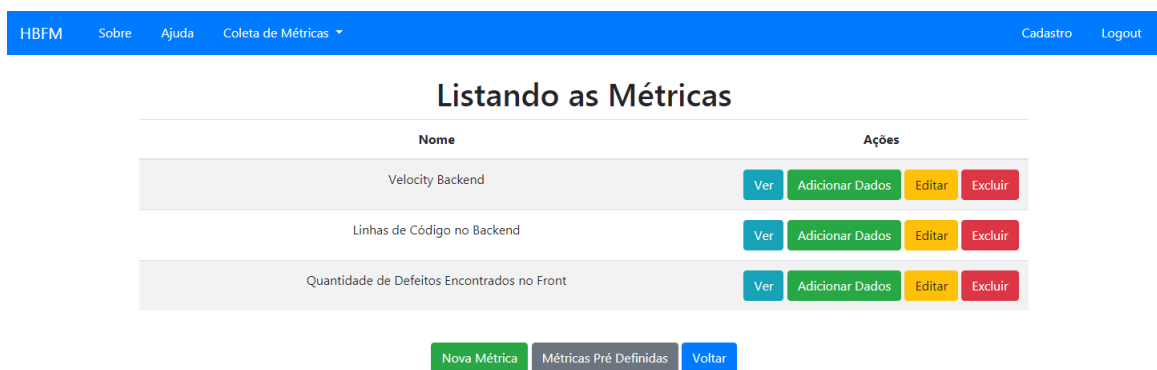 HBFM Sobre Ajuda Coleta de Métricas Cadastro Logout
Listando as Métricas
Nome Ações
Velocity Backend Ver Adicionar Dados Editar Excluir
Linhas de Código no Backend Ver Adicionar Dados Editar Excluir
Quantidade de Defeitos Encontrados no Front Ver Adicionar Dados Editar Excluir
Nova Métrica Métricas Pré Definidas Voltar